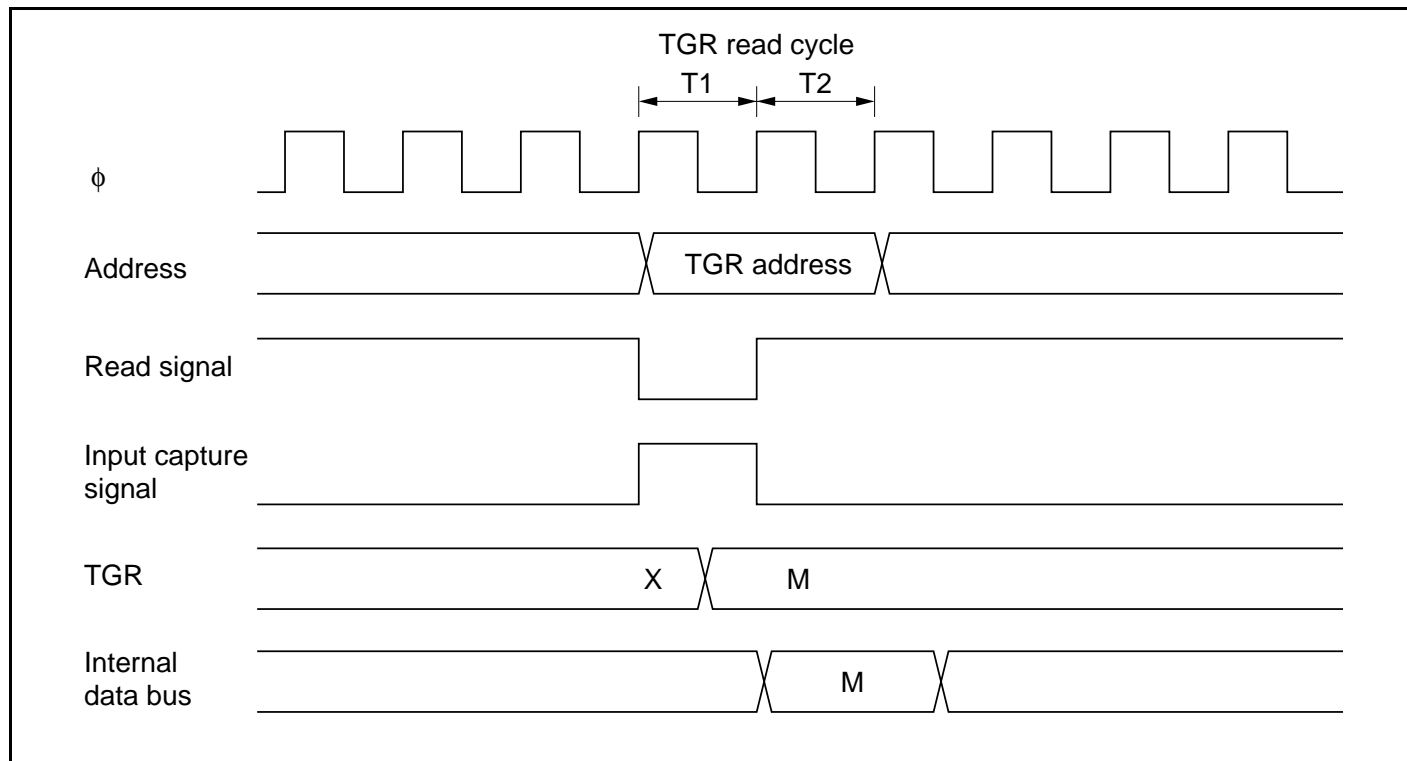 TGR read cycle
T1 T2
ϕ
Address
TGR address
Read signal
Input capture
signal
TGR
X M
Internal
data bus
M